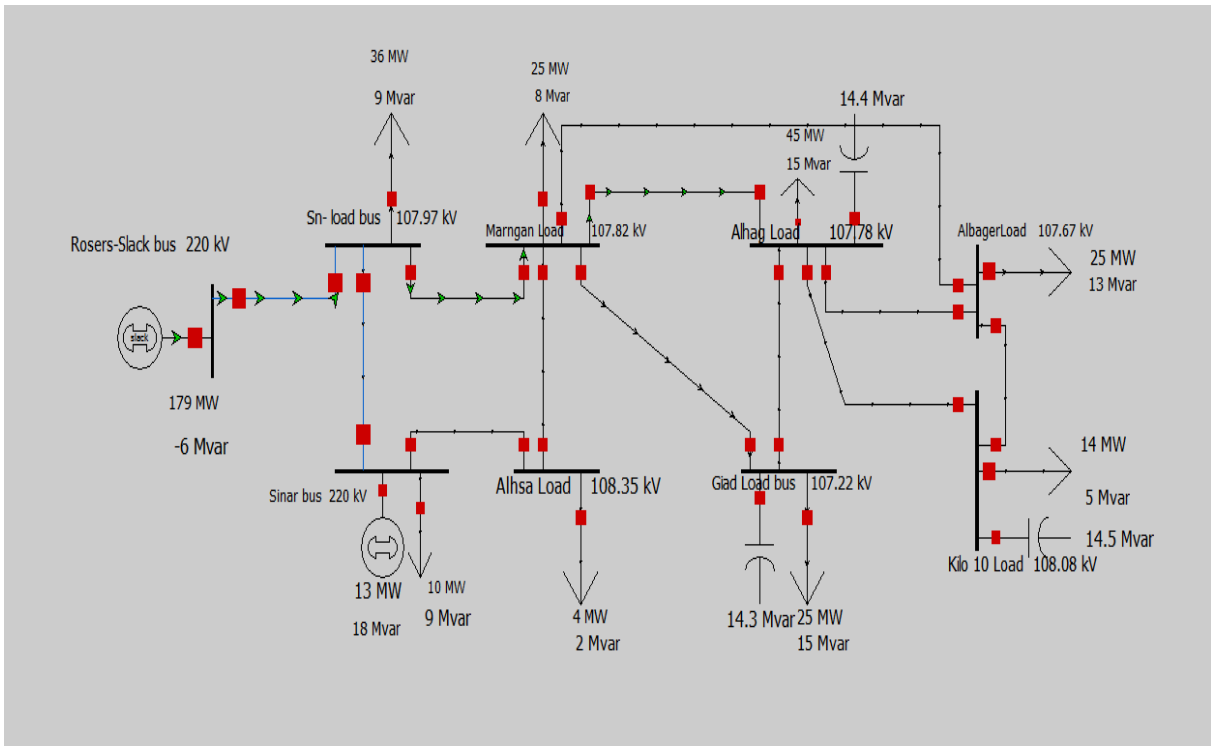 36 MW
9 Mvar
25 MW
8 Mvar
14.4 Mvar
45 MW
15 Mvar
Sn- load bus 107.97 kV
Marngan Load 107.82 kV
Alhag Load 107.78 kV
AlbagerLoad 107.67 kV
Rosers-Slack bus 220 kV
25 MW
13 Mvar
slack
179 MW
-6 Mvar
14 MW
5 Mvar
Sinar bus 220 kV
Alhsa Load 108.35 kV
Giad Load bus 107.22 kV
14.5 Mvar
Kilo 10 Load 108.08 kV
13 MW
18 Mvar
10 MW
9 Mvar
4 MW
2 Mvar
14.3 Mvar
25 MW
15 Mvar